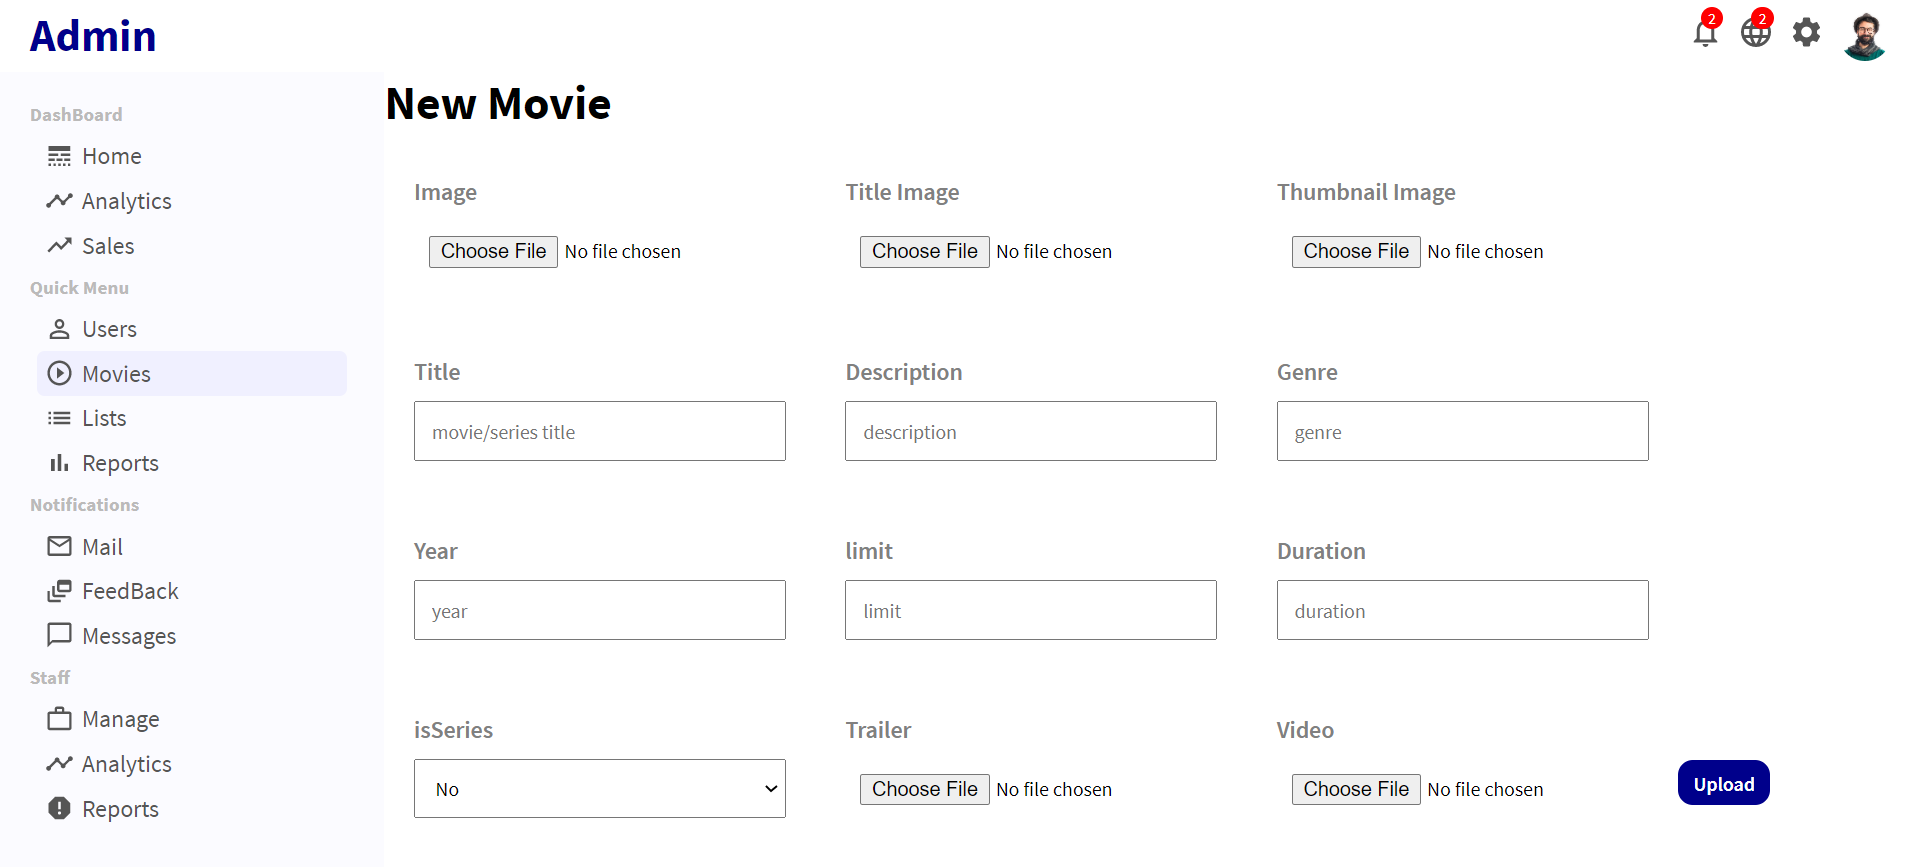 Admin
2
2
DashBoard
Home
Analytics
Sales
Quick Menu
Users
Movies
Lists
Reports
Notifications
Mail
FeedBack
Messages
Staff
Manage
Analytics
Reports
New Movie
Image
Title Image
Thumbnail Image
Choose File No file chosen
Choose File No file chosen
Choose File No file chosen
Title
Description
Genre
movie/series title
description
genre
Year
limit
Duration
year
limit
duration
isSeries
Trailer
Video
No
Choose File No file chosen
Choose File No file chosen
Upload